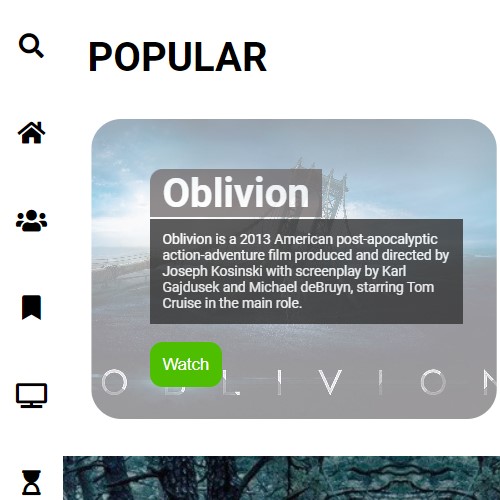 POPULAR
Oblivion
Oblivion is a 2013 American post-apocalyptic
action-adventure film produced and directed by
Joseph Kosinski with screenplay by Karl
Gajdusek and Michael deBruyn, starring Tom
Cruise in the main role.
Watch
OBLIVION